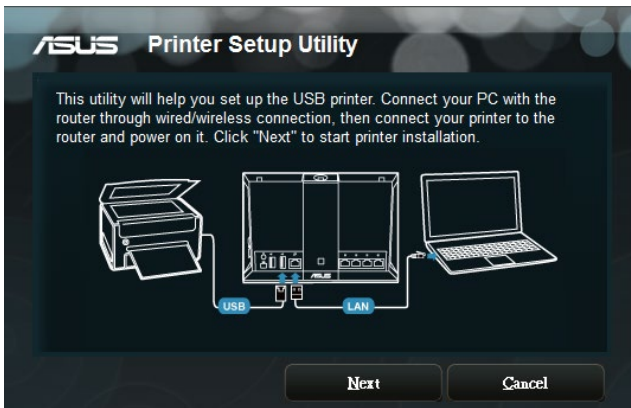 ASUS Printer Setup Utility
This utility will help you set up the USB printer. Connect your PC with the
router through wired/wireless connection, then connect your printer to the
router and power on it. Click "Next" to start printer installation.
ASUS
USB LAN
Next Cancel